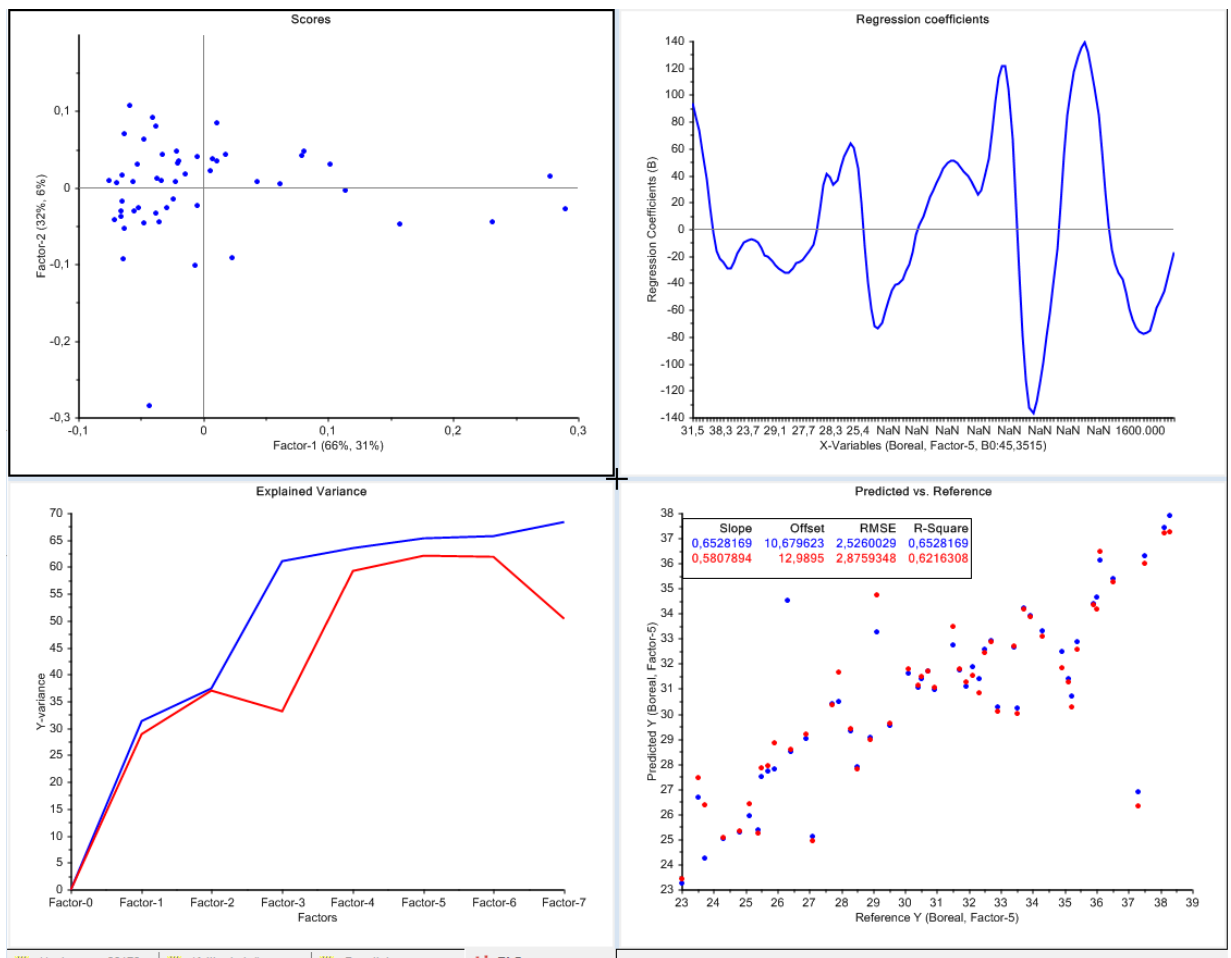 Scores
0,1
0
-0,1
-0,2
-0,3
-0,1 0 0,1 0,2 0,3
Factor-2 (32%, 6%)
Factor-1 (66%, 31%)
Regression coefficients
140
120
100
80
60
40
20
0
-20
-40
-60
-80
-100
-120
-140
31,5 38,3 23,7 29,1 27,7 28,3 25,4 NaN NaN NaN NaN NaN NaN NaN NaN 1600.000
Regression Coefficients (B)
X-Variables (Boreal, Factor-5, B0:45,3515)
Explained Variance
70
65
60
55
50
45
40
35
30
25
20
15
10
5
0
Factor-0 Factor-1 Factor-2 Factor-3 Factor-4 Factor-5 Factor-6 Factor-7
Y-variance
Factors
Predicted vs. Reference
Slope Offset RMSE R-Square
0,6528169 10,679623 2,5260029 0,6528169
0,5807894 12,9895 2,8759348 0,6216308
38
37
36
35
34
33
32
31
30
29
28
27
26
25
24
23
23 24 25 26 27 28 29 30 31 32 33 34 35 36 37 38 39
Predicted Y (Boreal, Factor-5)
Reference Y (Boreal, Factor-5)